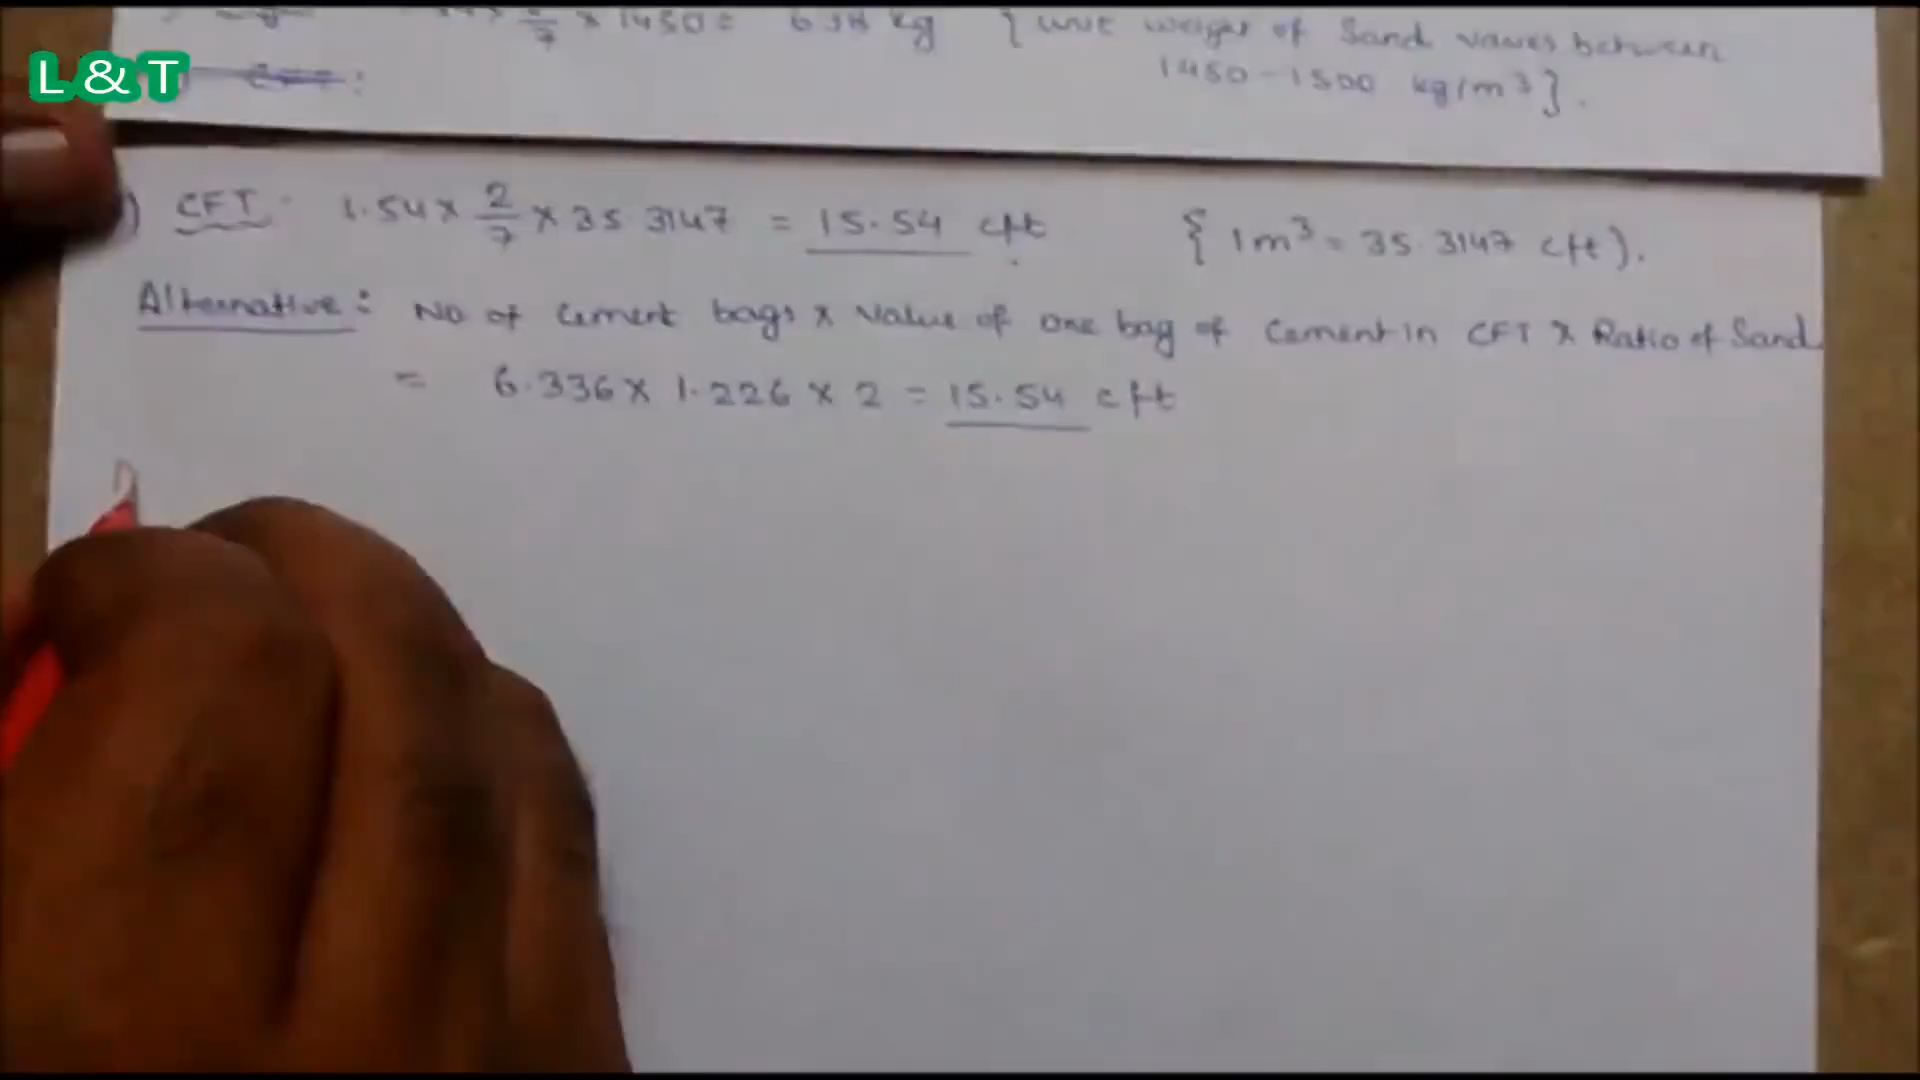 × 2/7 × 1450 = 638 kg { Unit weight of Sand varies between
1450-1500 kg/m³}.
L & T
) CFT: 1.54 × 2/7 × 35.3147 = 15.54 cft { 1m³ = 35.3147 cft).
Alternative: No of Cement bags × Value of one bag of Cement in CFT × Ratio of Sand
= 6.336 × 1.226 × 2 = 15.54 cft